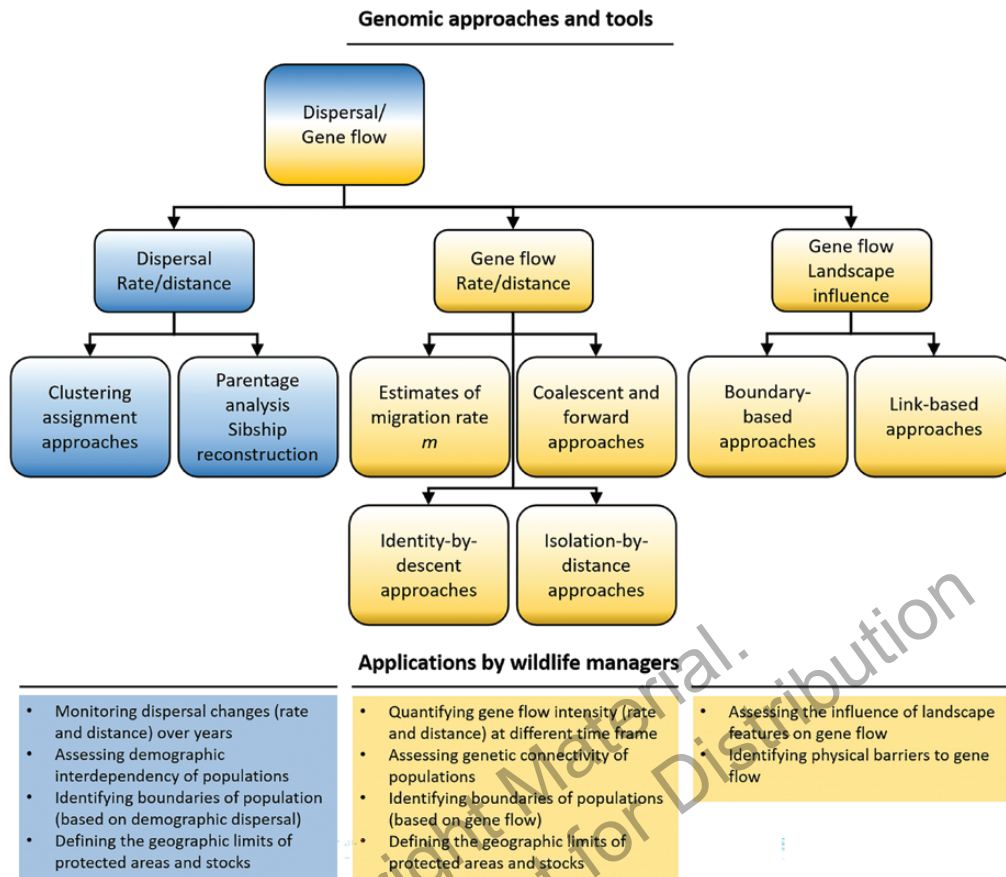 Genomic approaches and tools
Dispersal/
Gene flow
Dispersal
Rate/distance
Gene flow
Rate/distance
Gene flow
Landscape
influence
Clustering
assignment
approaches
Parentage
analysis
Sibship
reconstruction
Estimates of
migration rate
m
Coalescent and
forward
approaches
Boundary-
based
approaches
Link-based
approaches
Identity-by-
descent
approaches
Isolation-by-
distance
approaches
Applications by wildlife managers
• Monitoring dispersal changes (rate
and distance) over years
• Assessing demographic
interdependency of populations
• Identifying boundaries of population
(based on demographic dispersal)
• Defining the geographic limits of
protected areas and stocks
• Quantifying gene flow intensity (rate
and distance) at different time frame
• Assessing genetic connectivity of
populations
• Identifying boundaries of populations
(based on gene flow)
• Defining the geographic limits of
protected areas and stocks
• Assessing the influence of landscape
features on gene flow
• Identifying physical barriers to gene
flow
right Material.
for Distribution